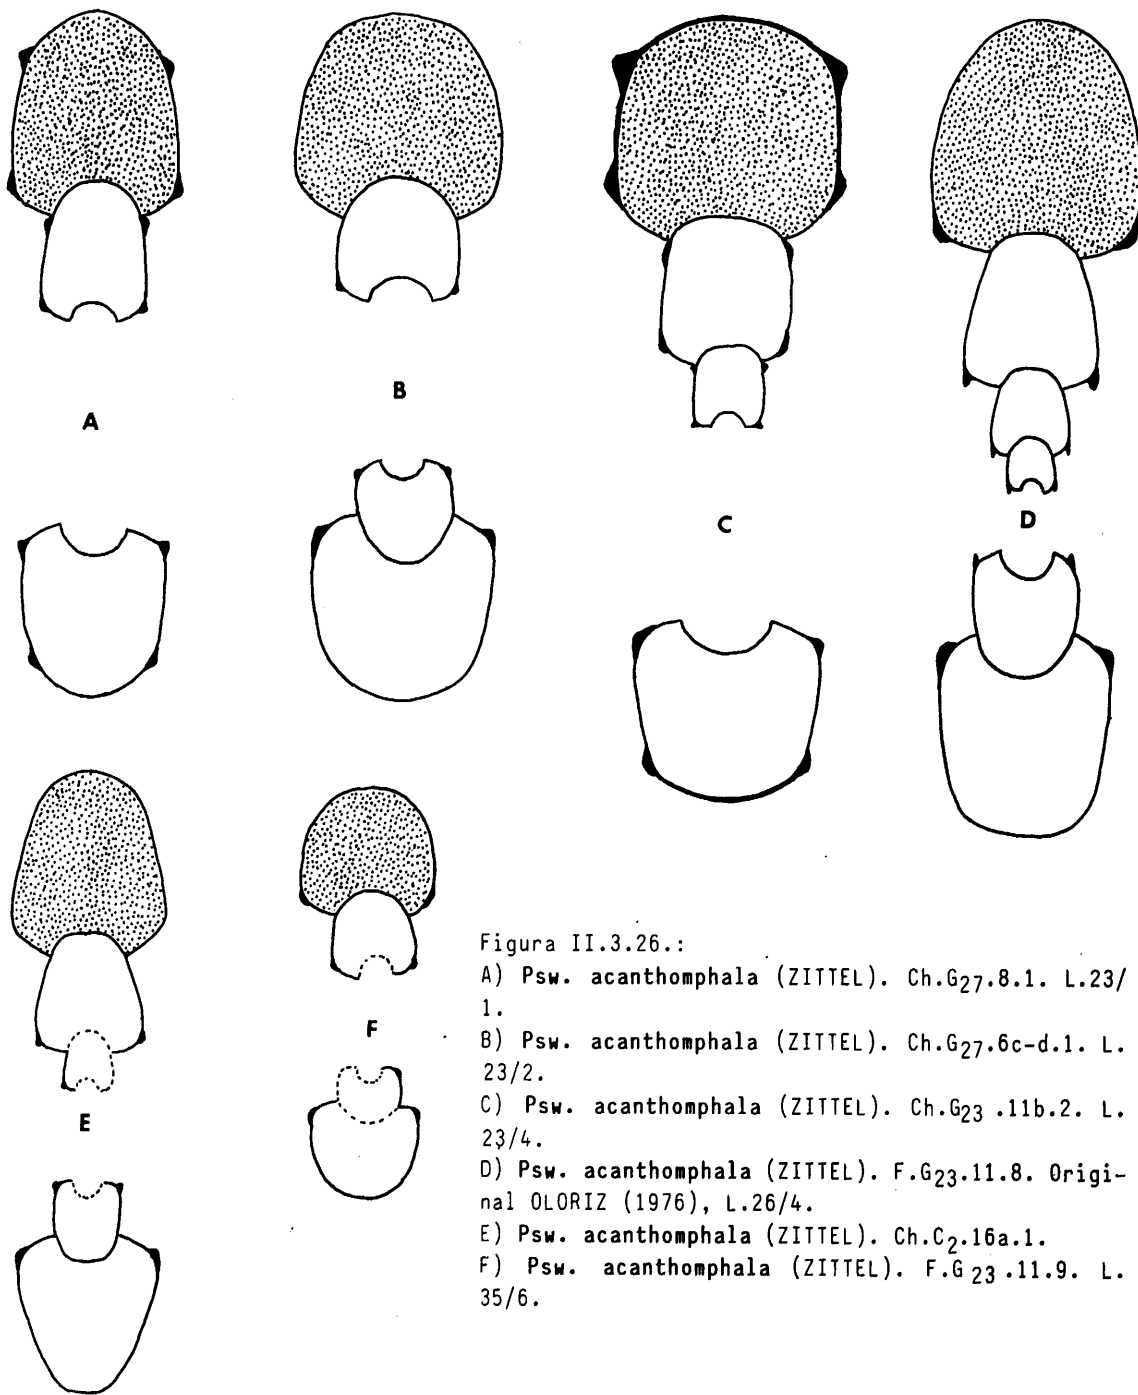 A
B
C
D
E
F
Figura II.3.26.:
A) Psw. acanthomphala (ZITTEL). Ch.G27.8.1. L.23/
1.
B) Psw. acanthomphala (ZITTEL). Ch.G27.6c-d.1. L.
23/2.
C) Psw. acanthomphala (ZITTEL). Ch.G23 .11b.2. L.
23/4.
D) Psw. acanthomphala (ZITTEL). F.G23.11.8. Origi-
nal OLORIZ (1976), L.26/4.
E) Psw. acanthomphala (ZITTEL). Ch.C2.16a.1.
F) Psw. acanthomphala (ZITTEL). F.G 23 .11.9. L.
35/6.